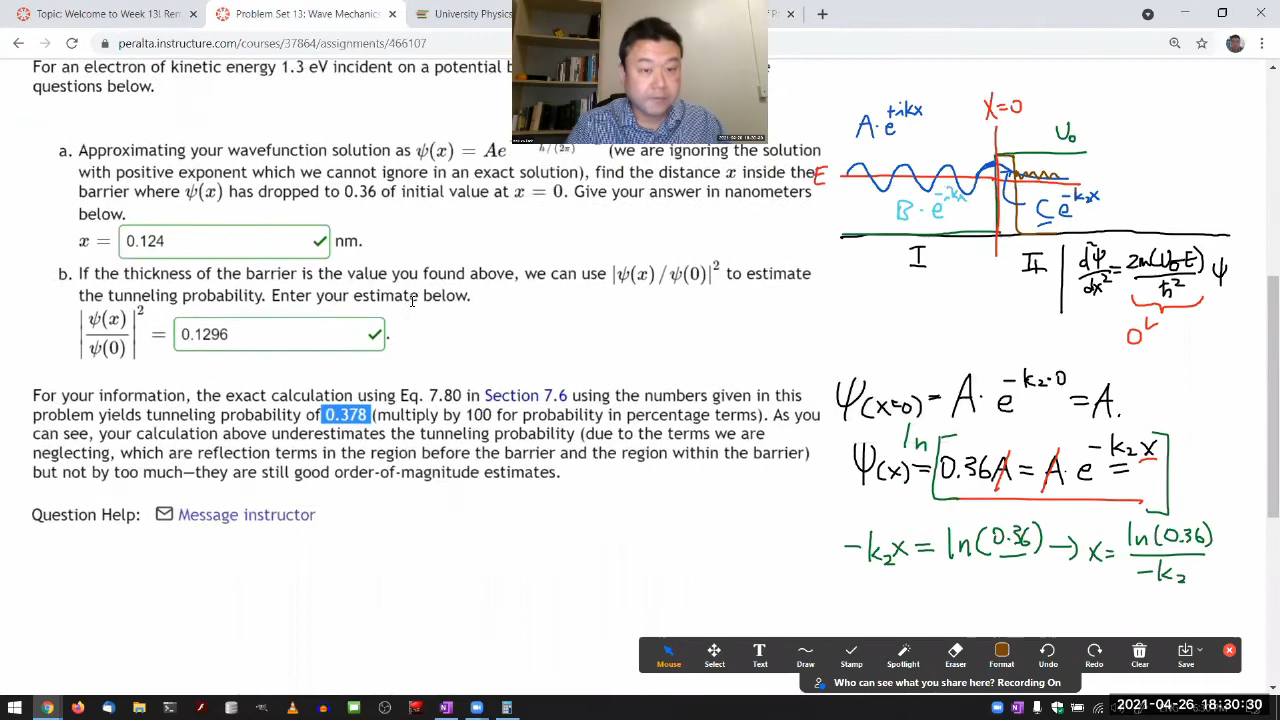 Remote - Week 13! Rem
Problem Set #13: Wave Mechanics
University Physics
Tables of P
peralta.instructure.com/courses/37864/assignments/466107
For an electron of kinetic energy 1.3 eV incident on a potential
questions below.
a. Approximating your wavefunction solution as ψ(x) = Ae h/(2π) (we are ignoring the solution
with positive exponent which we cannot ignore in an exact solution), find the distance x inside the
barrier where ψ(x) has dropped to 0.36 of initial value at x = 0. Give your answer in nanometers
below.
x = 0.124 nm.
b. If the thickness of the barrier is the value you found above, we can use |ψ(x)/ψ(0)|² to estimate
the tunneling probability. Enter your estimate below.
|ψ(x)/ψ(0)|² = 0.1296 .
For your information, the exact calculation using Eq. 7.80 in Section 7.6 using the numbers given in this
problem yields tunneling probability of 0.378 (multiply by 100 for probability in percentage terms). As you
can see, your calculation above underestimates the tunneling probability (due to the terms we are
neglecting, which are reflection terms in the region before the barrier and the region within the barrier)
but not by too much—they are still good order-of-magnitude estimates.
Question Help: Message instructor
X=0
A·e^+ikx
U₀
E
B·e^-ikx
C e^-k₂x
I
II
d²ψ/dx² = 2m(U₀-E)/ħ² ψ
ψ(x=0) = A·e^-k₂·0 = A.
ln
ψ(x) = 0.36A = A·e^-k₂x
-k₂x = ln(0.36) → x = ln(0.36)/-k₂
Mouse Select Text Draw Stamp Spotlight Eraser Format Undo Redo Clear Save
Who can see what you share here? Recording On
2021-04-26 18:30:30